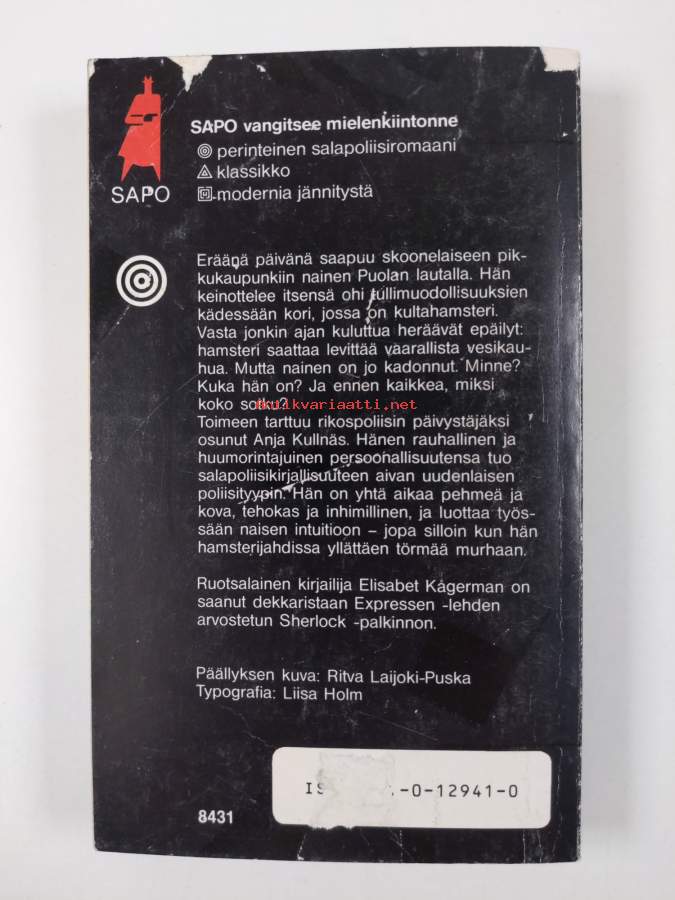 SAPO
SAPO vangitsee mielenkiintonne
perinteinen salapoliisiromaani
klassikko
modernia jännitystä
Eräänä päivänä saapuu skoonelaiseen pik-
kukaupunkiin nainen Puolan lautalla. Hän
keinottelee itsensä ohi tullimuodollisuuksien
kädessään kori, jossa on kultahamsteri.
Vasta jonkin ajan kuluttua heräävät epäilyt:
hamsteri saattaa levittää vaarallista vesikau-
hua. Mutta nainen on jo kadonnut. Minne?
Kuka hän on? Ja ennen kaikkea, miksi
koko sotku?
Toimeen tarttuu rikospoliisin päivystäjäksi
osunut Anja Kullnäs. Hänen rauhallinen ja
huumorintajuinen persoonallisuutensa tuo
salapoliisikirjallisuuteen aivan uudenlaisen
poliisityypin. Hän on yhtä aikaa pehmeä ja
kova, tehokas ja inhimillinen, ja luottaa työs-
sään naisen intuitioon – jopa silloin kun hän
hamsterijahdissa yllättäen törmää murhaan.
Ruotsalainen kirjailija Elisabet Kågerman on
saanut dekkaristaan Expressen -lehden
arvostetun Sherlock -palkinnon.
Päällyksen kuva: Ritva Laijoki-Puska
Typografia: Liisa Holm
-0-12941-0
8431